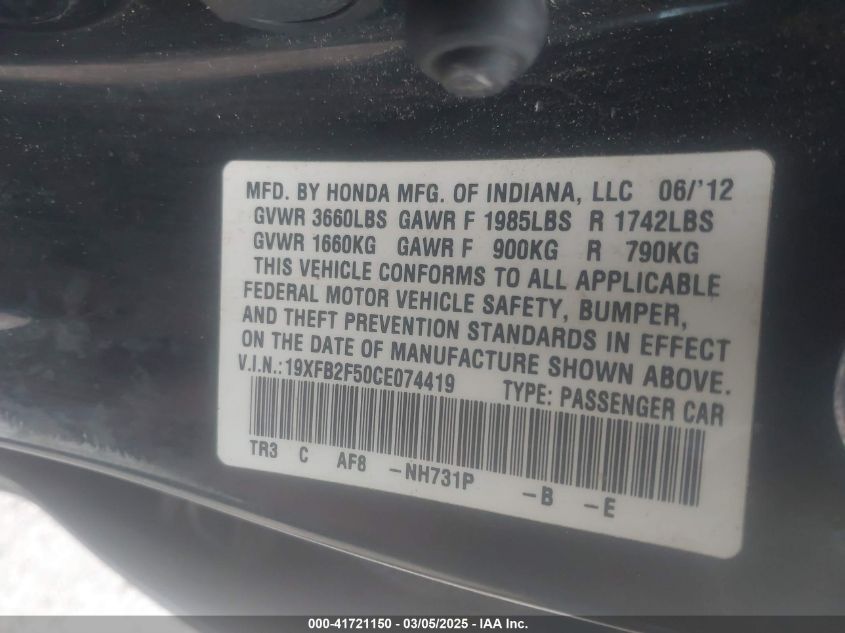 MFD. BY HONDA MFG. OF INDIANA, LLC 06/'12
GVWR 3660LBS GAWR F 1985LBS R 1742LBS
GVWR 1660KG GAWR F 900KG R 790KG
THIS VEHICLE CONFORMS TO ALL APPLICABLE
FEDERAL MOTOR VEHICLE SAFETY, BUMPER,
AND THEFT PREVENTION STANDARDS IN EFFECT
ON THE DATE OF MANUFACTURE SHOWN ABOVE.
V.I.N.:19XFB2F50CE074419 TYPE: PASSENGER CAR
TR3 C AF8 -NH731P -B -E
000-41721150 — 03/05/2025 — IAA Inc.